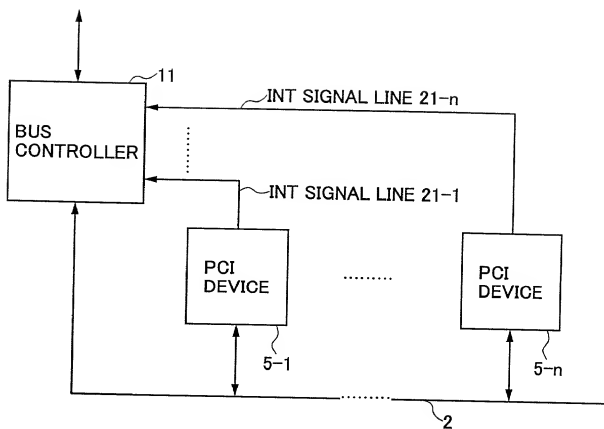 11
INT SIGNAL LINE 21-n
BUS
CONTROLLER
INT SIGNAL LINE 21-1
PCI
DEVICE
PCI
DEVICE
5-1
5-n
2